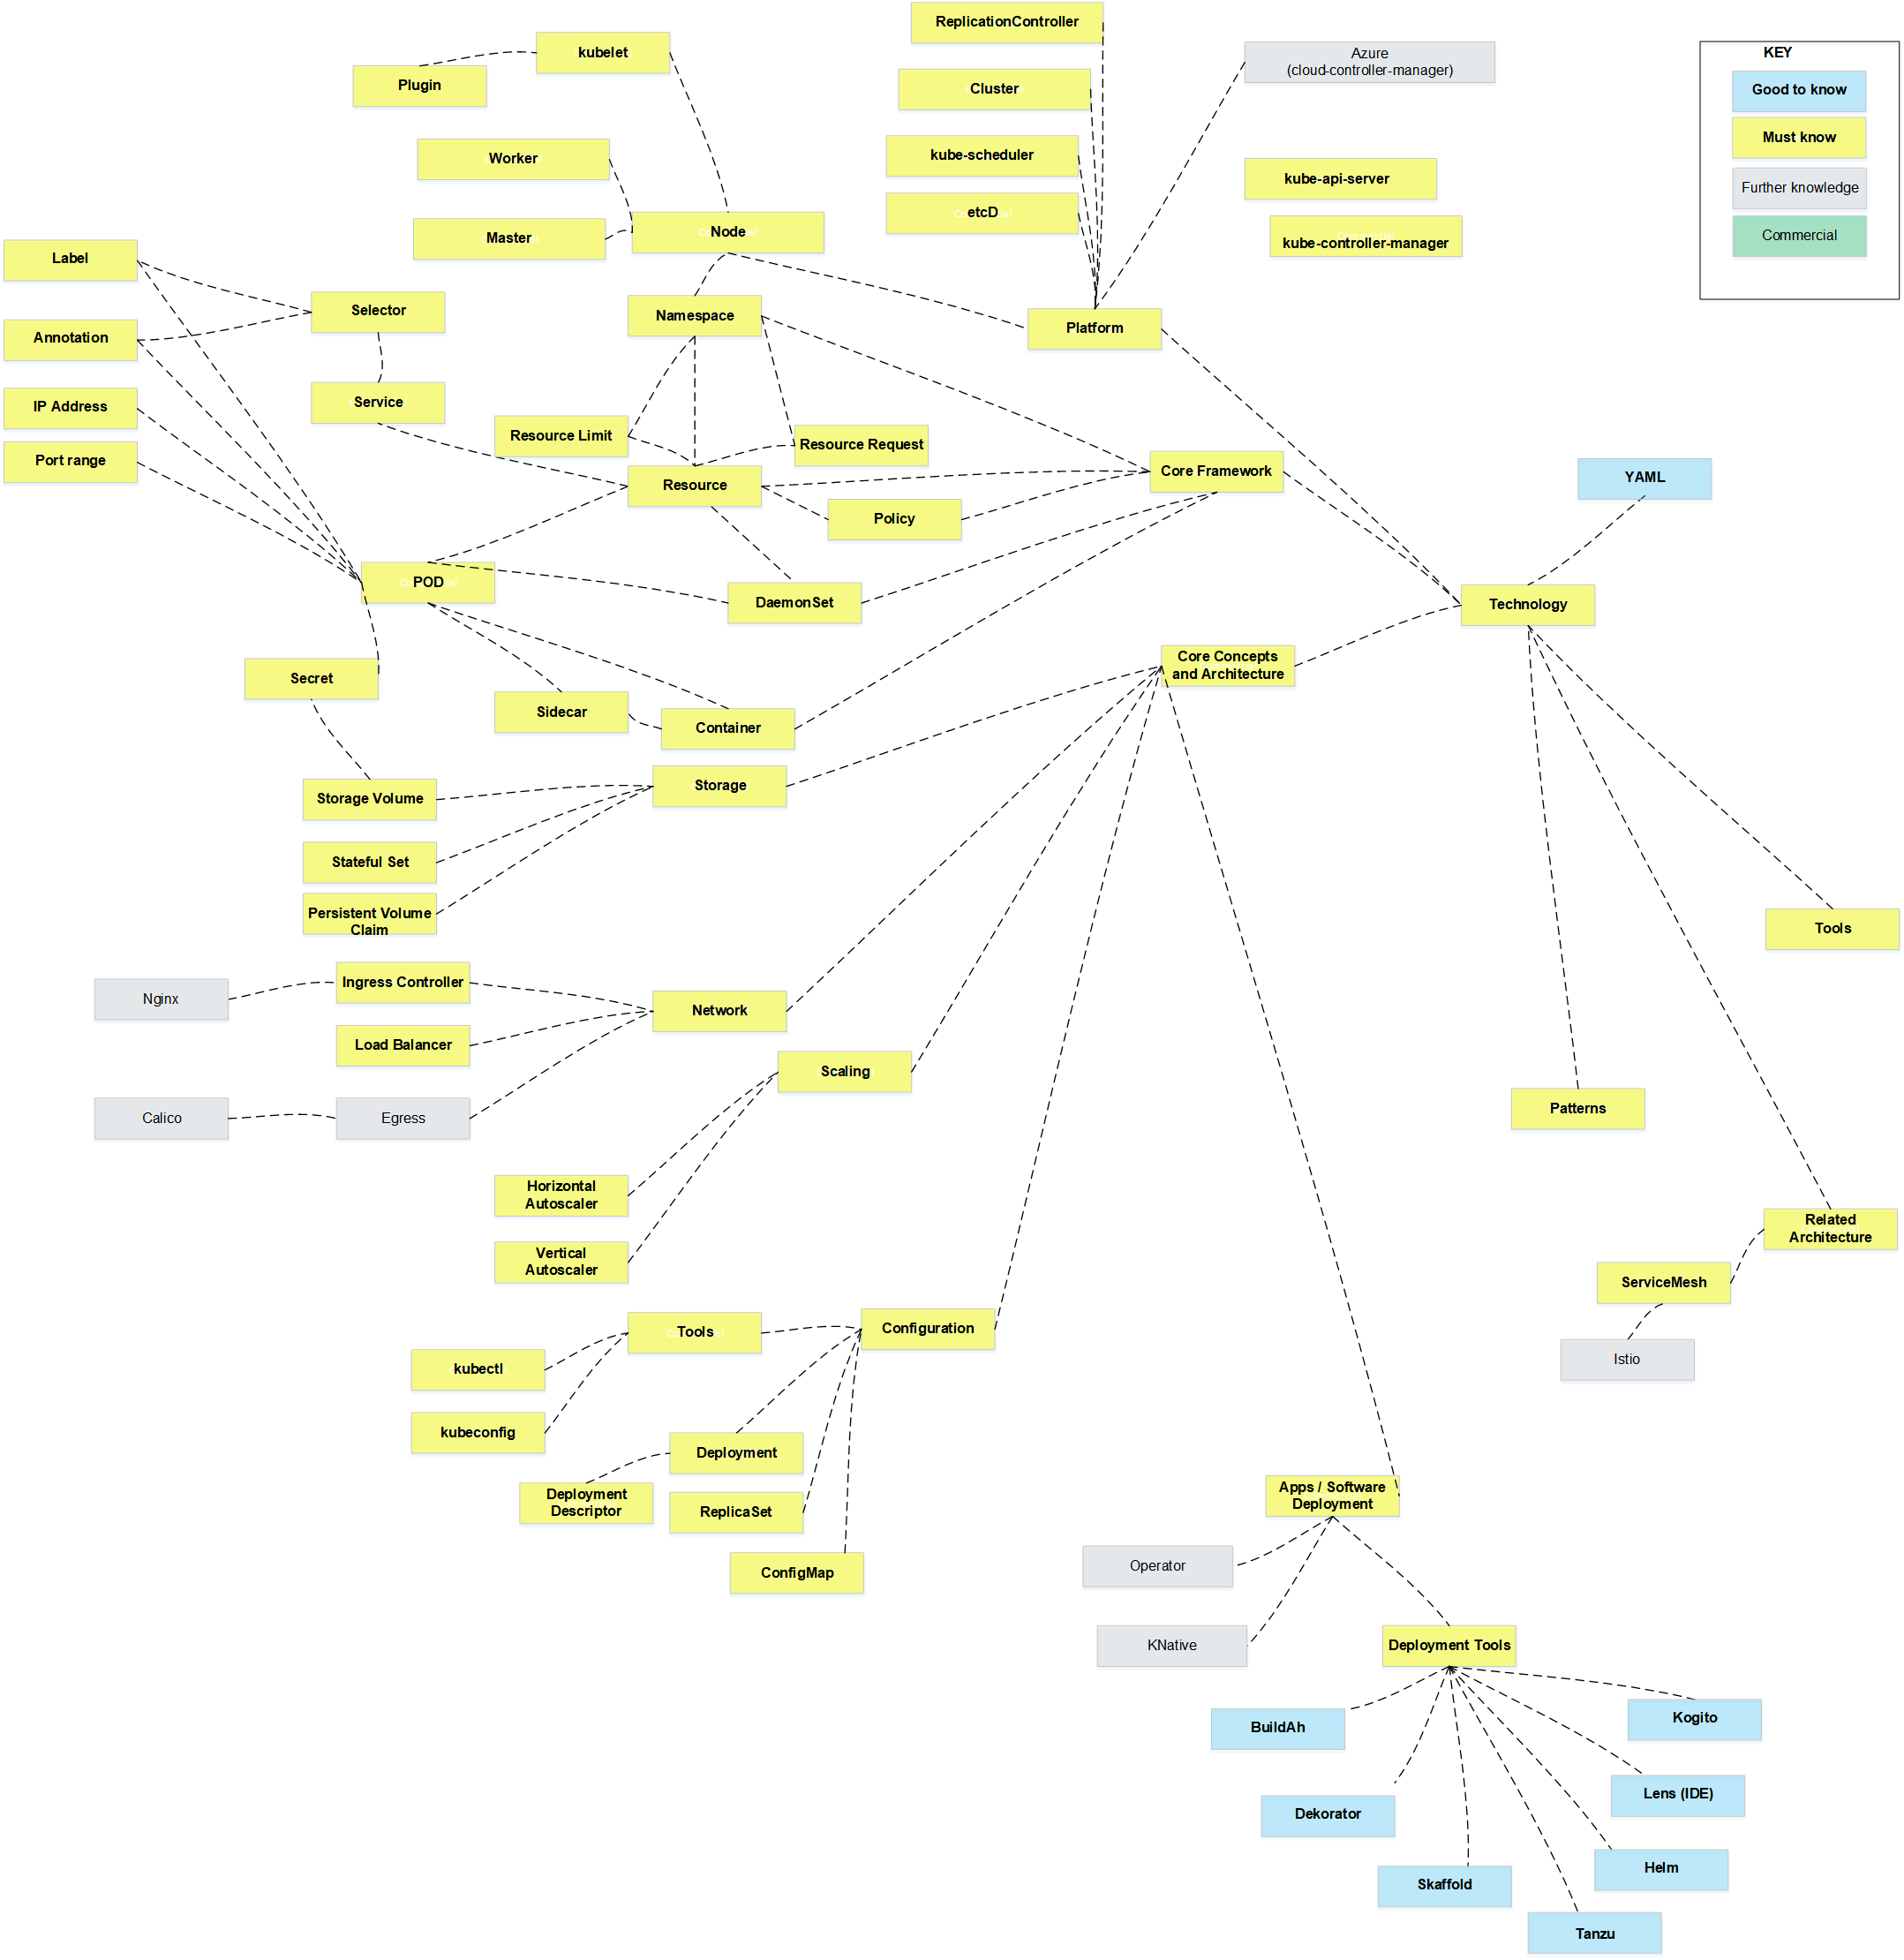 ReplicationController
kubelet
Azure
(cloud-controller-manager)
KEY
Plugin
Cluster
Good to know
Must know
Worker
kube-scheduler
kube-api-server
Further knowledge
etcD
Master
Node
kube-controller-manager
Commercial
Label
Selector
Namespace
Platform
Annotation
Service
IP Address
Resource Limit
Resource Request
Port range
Core Framework
YAML
Resource
Policy
POD
DaemonSet
Technology
Core Concepts
and Architecture
Secret
Sidecar
Container
Storage
Storage Volume
Stateful Set
Persistent Volume
Claim
Tools
Nginx
Ingress Controller
Network
Load Balancer
Scaling
Calico
Egress
Patterns
Horizontal
Autoscaler
Related
Architecture
Vertical
Autoscaler
ServiceMesh
Tools
Configuration
Istio
kubectl
kubeconfig
Deployment
Deployment
Descriptor
ReplicaSet
Apps / Software
Deployment
ConfigMap
Operator
KNative
Deployment Tools
BuildAh
Kogito
Lens (IDE)
Dekorator
Helm
Skaffold
Tanzu